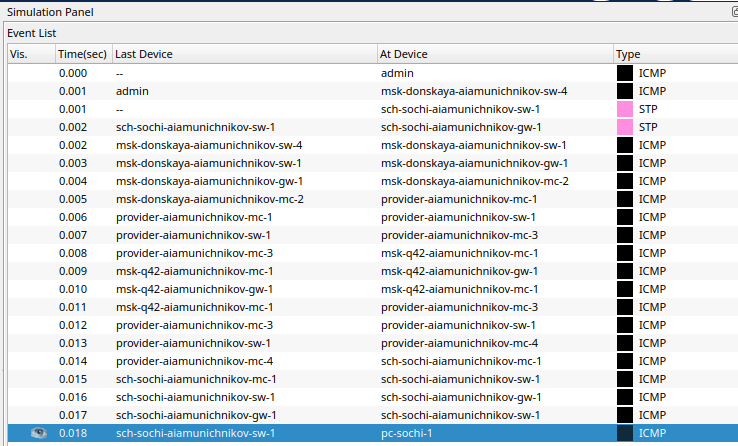 Simulation Panel
Event List
Vis. Time(sec) Last Device At Device Type
0.000 -- admin ICMP
0.001 admin msk-donskaya-aiamunichnikov-sw-4 ICMP
0.001 -- sch-sochi-aiamunichnikov-sw-1 STP
0.002 sch-sochi-aiamunichnikov-sw-1 sch-sochi-aiamunichnikov-gw-1 STP
0.002 msk-donskaya-aiamunichnikov-sw-4 msk-donskaya-aiamunichnikov-sw-1 ICMP
0.003 msk-donskaya-aiamunichnikov-sw-1 msk-donskaya-aiamunichnikov-gw-1 ICMP
0.004 msk-donskaya-aiamunichnikov-gw-1 msk-donskaya-aiamunichnikov-mc-2 ICMP
0.005 msk-donskaya-aiamunichnikov-mc-2 provider-aiamunichnikov-mc-1 ICMP
0.006 provider-aiamunichnikov-mc-1 provider-aiamunichnikov-sw-1 ICMP
0.007 provider-aiamunichnikov-sw-1 provider-aiamunichnikov-mc-3 ICMP
0.008 provider-aiamunichnikov-mc-3 msk-q42-aiamunichnikov-mc-1 ICMP
0.009 msk-q42-aiamunichnikov-mc-1 msk-q42-aiamunichnikov-gw-1 ICMP
0.010 msk-q42-aiamunichnikov-gw-1 msk-q42-aiamunichnikov-mc-1 ICMP
0.011 msk-q42-aiamunichnikov-mc-1 provider-aiamunichnikov-mc-3 ICMP
0.012 provider-aiamunichnikov-mc-3 provider-aiamunichnikov-sw-1 ICMP
0.013 provider-aiamunichnikov-sw-1 provider-aiamunichnikov-mc-4 ICMP
0.014 provider-aiamunichnikov-mc-4 sch-sochi-aiamunichnikov-mc-1 ICMP
0.015 sch-sochi-aiamunichnikov-mc-1 sch-sochi-aiamunichnikov-sw-1 ICMP
0.016 sch-sochi-aiamunichnikov-sw-1 sch-sochi-aiamunichnikov-gw-1 ICMP
0.017 sch-sochi-aiamunichnikov-gw-1 sch-sochi-aiamunichnikov-sw-1 ICMP
0.018 sch-sochi-aiamunichnikov-sw-1 pc-sochi-1 ICMP